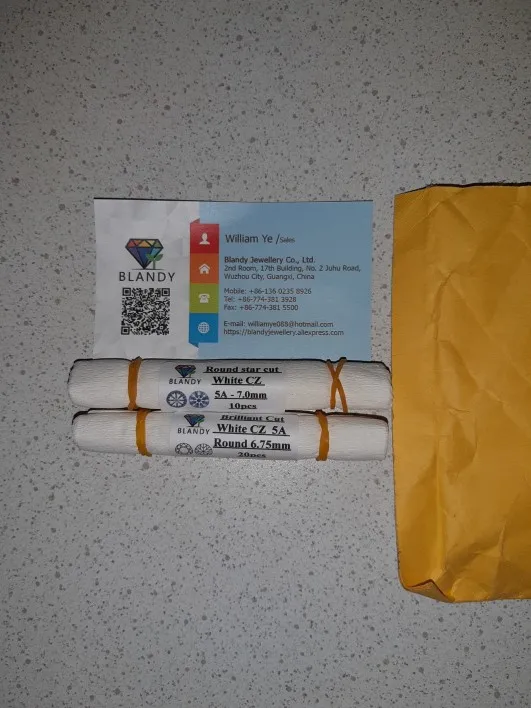 BLANDY
William Ye /Sales
Blandy Jewellery Co., Ltd.
2nd Room, 17th Building, No. 2 Juhu Road,
Wuzhou City, Guangxi, China
Mobile: +86-136 0235 8926
Tel: +86-774-381 3928
Fax: +86-774-381 5500
E-mail: williamye088@hotmail.com
https://blandyjewellery.aliexpress.com
BLANDY
Round star cut
White CZ
5A - 7.0mm
10pcs
BLANDY
Brilliant Cut
White CZ 5A
Round 6.75mm
20pcs